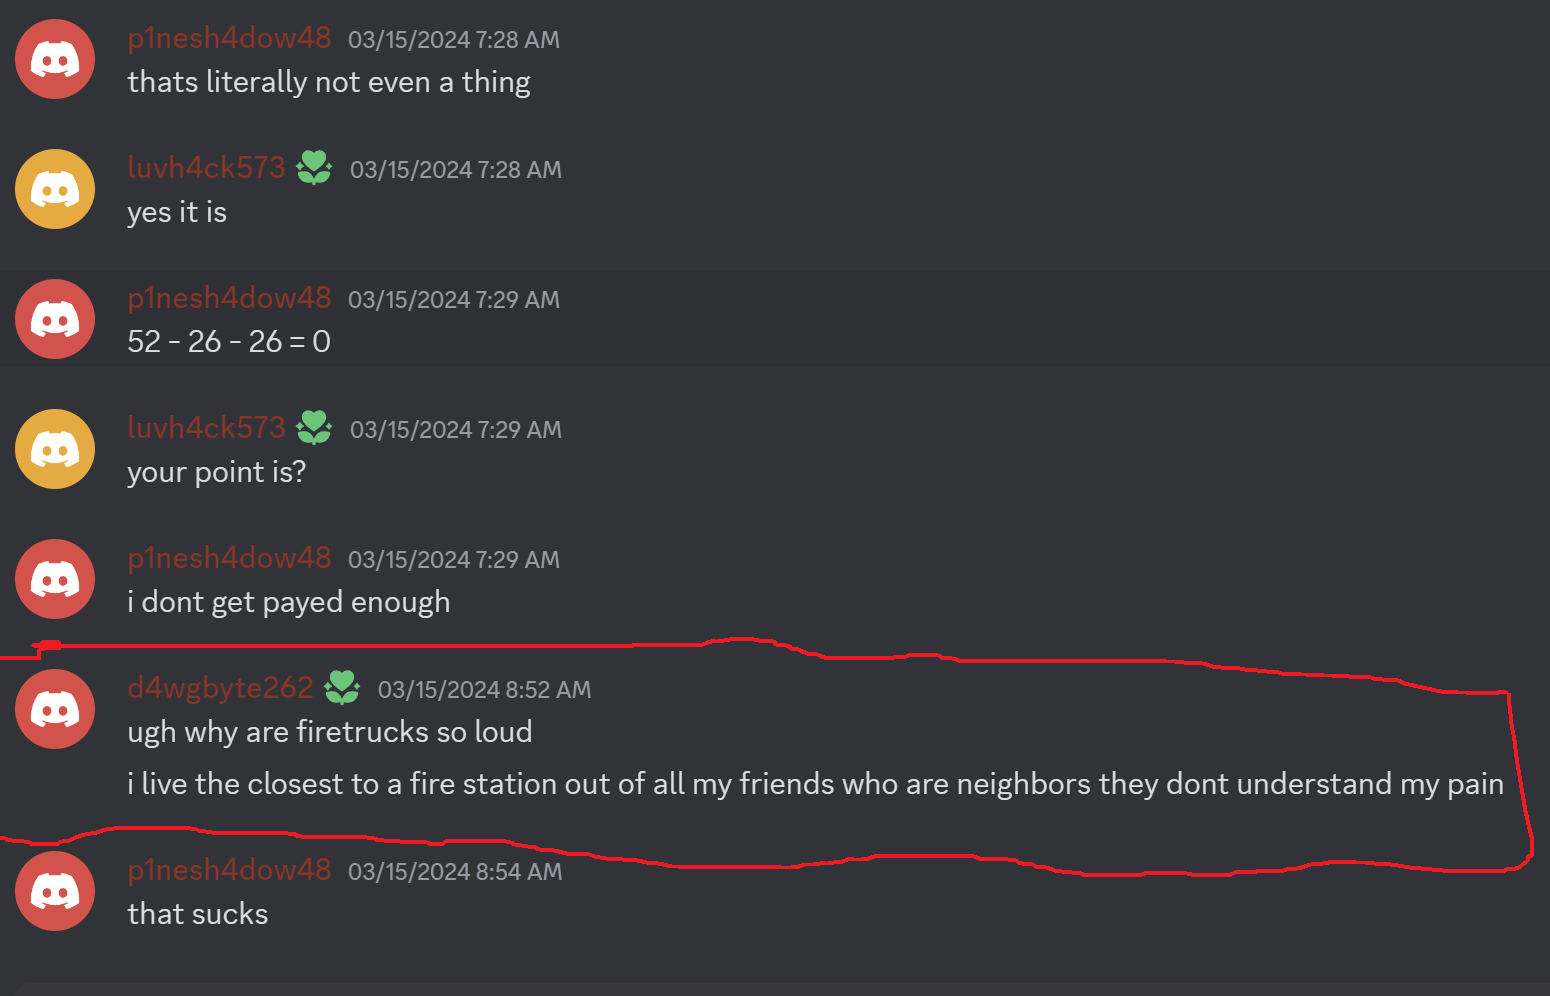 p1nesh4dow48 03/15/2024 7:28 AM
thats literally not even a thing
luvh4ck573 03/15/2024 7:28 AM
yes it is
p1nesh4dow48 03/15/2024 7:29 AM
52 - 26 - 26 = 0
luvh4ck573 03/15/2024 7:29 AM
your point is?
p1nesh4dow48 03/15/2024 7:29 AM
i dont get payed enough
d4wgbyte262 03/15/2024 8:52 AM
ugh why are firetrucks so loud
i live the closest to a fire station out of all my friends who are neighbors they dont understand my pain
p1nesh4dow48 03/15/2024 8:54 AM
that sucks